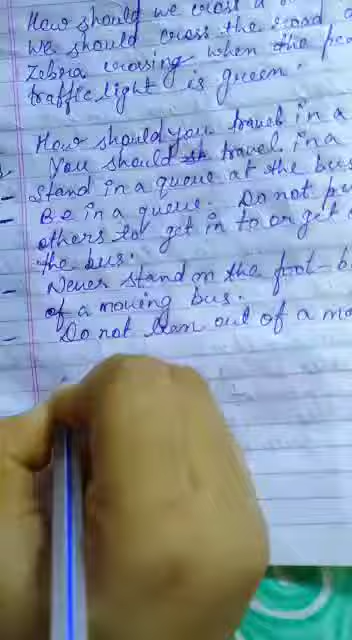 How should we cross a
We should cross the road
Zebra crossing when the
traffic light is green.
How should you travel in a
You should travel in a
- Stand in a queue at the bus
- Be in a queue. Do not
others to get in to or get
the bus.
- Never stand on the foot-b
of a moving bus.
- Do not lean out of a mo